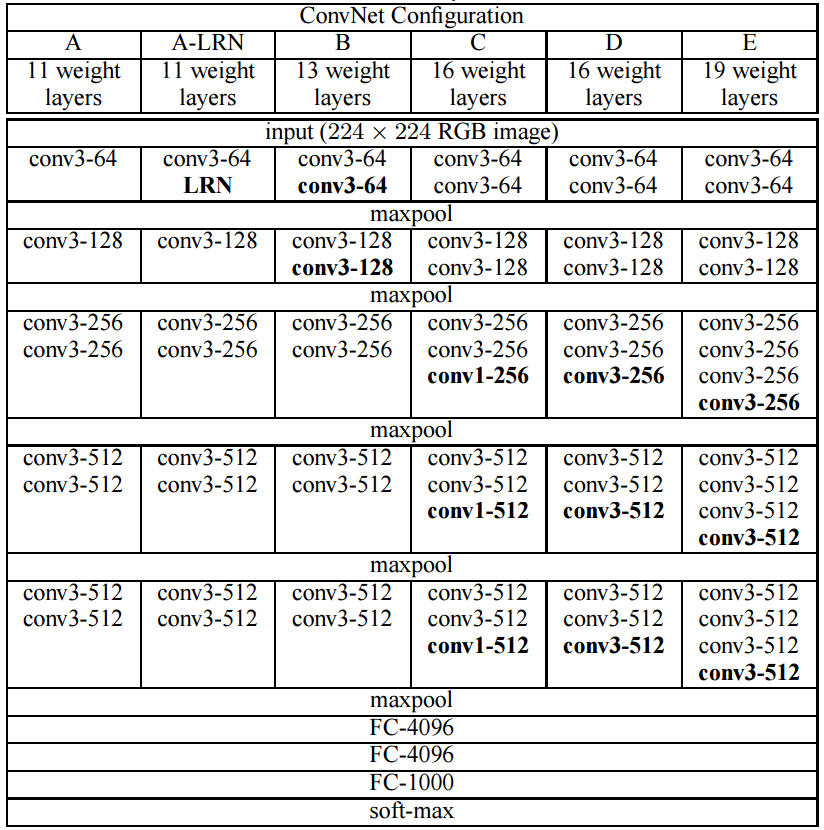 ConvNet Configuration
A A-LRN B C D E
11 weight 11 weight 13 weight 16 weight 16 weight 19 weight
layers layers layers layers layers layers
input (224 × 224 RGB image)
conv3-64 conv3-64 conv3-64 conv3-64 conv3-64 conv3-64
LRN conv3-64 conv3-64 conv3-64 conv3-64
maxpool
conv3-128 conv3-128 conv3-128 conv3-128 conv3-128 conv3-128
conv3-128 conv3-128 conv3-128 conv3-128
maxpool
conv3-256 conv3-256 conv3-256 conv3-256 conv3-256 conv3-256
conv3-256 conv3-256 conv3-256 conv3-256 conv3-256 conv3-256
conv1-256 conv3-256 conv3-256
conv3-256
maxpool
conv3-512 conv3-512 conv3-512 conv3-512 conv3-512 conv3-512
conv3-512 conv3-512 conv3-512 conv3-512 conv3-512 conv3-512
conv1-512 conv3-512 conv3-512
conv3-512
maxpool
conv3-512 conv3-512 conv3-512 conv3-512 conv3-512 conv3-512
conv3-512 conv3-512 conv3-512 conv3-512 conv3-512 conv3-512
conv1-512 conv3-512 conv3-512
conv3-512
maxpool
FC-4096
FC-4096
FC-1000
soft-max